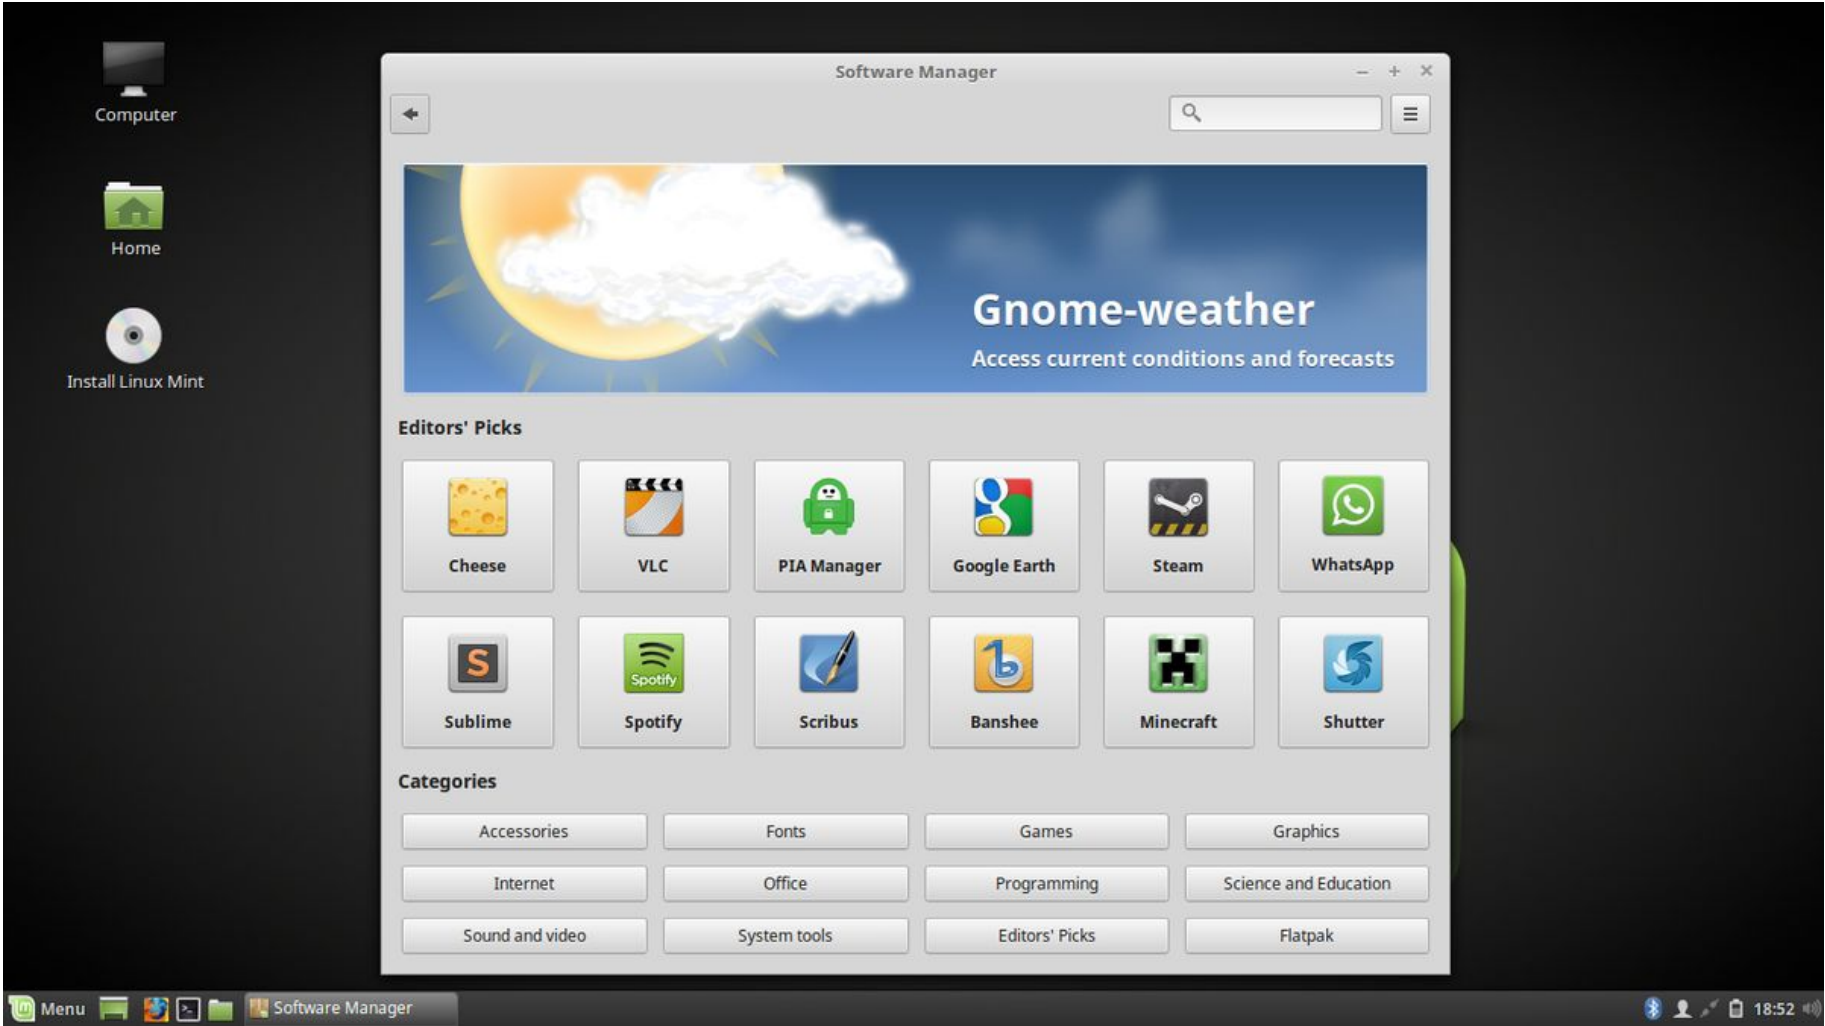 Computer
Home
Install Linux Mint
Software Manager
Gnome-weather
Access current conditions and forecasts
Editors' Picks
Cheese
VLC
PIA Manager
Google Earth
Steam
WhatsApp
S
Sublime
Spotify
Spotify
Scribus
b
Banshee
Minecraft
Shutter
Categories
Accessories
Fonts
Games
Graphics
Internet
Office
Programming
Science and Education
Sound and video
System tools
Editors' Picks
Flatpak
Menu
Software Manager
18:52